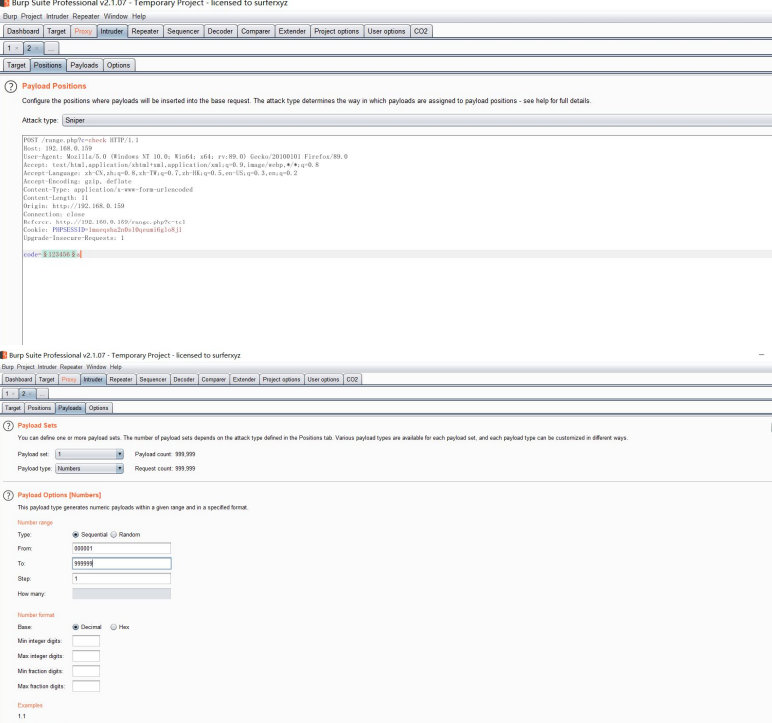 Burp Suite Professional v2.1.07 - Temporary Project - licensed to surferxyz
Burp Project Intruder Repeater Window Help
Dashboard Target Proxy Intruder Repeater Sequencer Decoder Comparer Extender Project options User options CO2
1 × 2 × ...
Target Positions Payloads Options
? Payload Positions
Configure the positions where payloads will be inserted into the base request. The attack type determines the way in which payloads are assigned to payload positions - see help for full details.
Attack type: Sniper
POST /range.php?c=check HTTP/1.1
Host: 192.168.0.159
User-Agent: Mozilla/5.0 (Windows NT 10.0; Win64; x64; rv:89.0) Gecko/20100101 Firefox/89.0
Accept: text/html,application/xhtml+xml,application/xml;q=0.9,image/webp,*/*;q=0.8
Accept-Language: zh-CN,zh;q=0.8,zh-TW;q=0.7,zh-HK;q=0.5,en-US;q=0.3,en;q=0.2
Accept-Encoding: gzip, deflate
Content-Type: application/x-www-form-urlencoded
Content-Length: 11
Origin: http://192.168.0.159
Connection: close
Referer: http://192.168.0.159/range.php?c=tel
Cookie: PHPSESSID=
Upgrade-Insecure-Requests: 1
code=§123456§
Burp Suite Professional v2.1.07 - Temporary Project - licensed to surferxyz
Burp Project Intruder Repeater Window Help
Dashboard Target Proxy Intruder Repeater Sequencer Decoder Comparer Extender Project options User options CO2
1 × 2 × ...
Target Positions Payloads Options
? Payload Sets
You can define one or more payload sets. The number of payload sets depends on the attack type defined in the Positions tab. Various payload types are available for each payload set, and each payload type can be customized in different ways.
Payload set: 1 Payload count: 999,999
Payload type: Numbers Request count: 999,999
? Payload Options [Numbers]
This payload type generates numeric payloads within a given range and in a specified format.
Number range
Type: Sequential Random
From: 000001
To: 999999
Step: 1
How many:
Number format
Base: Decimal Hex
Min integer digits:
Max integer digits:
Min fraction digits:
Max fraction digits:
Examples
1.1